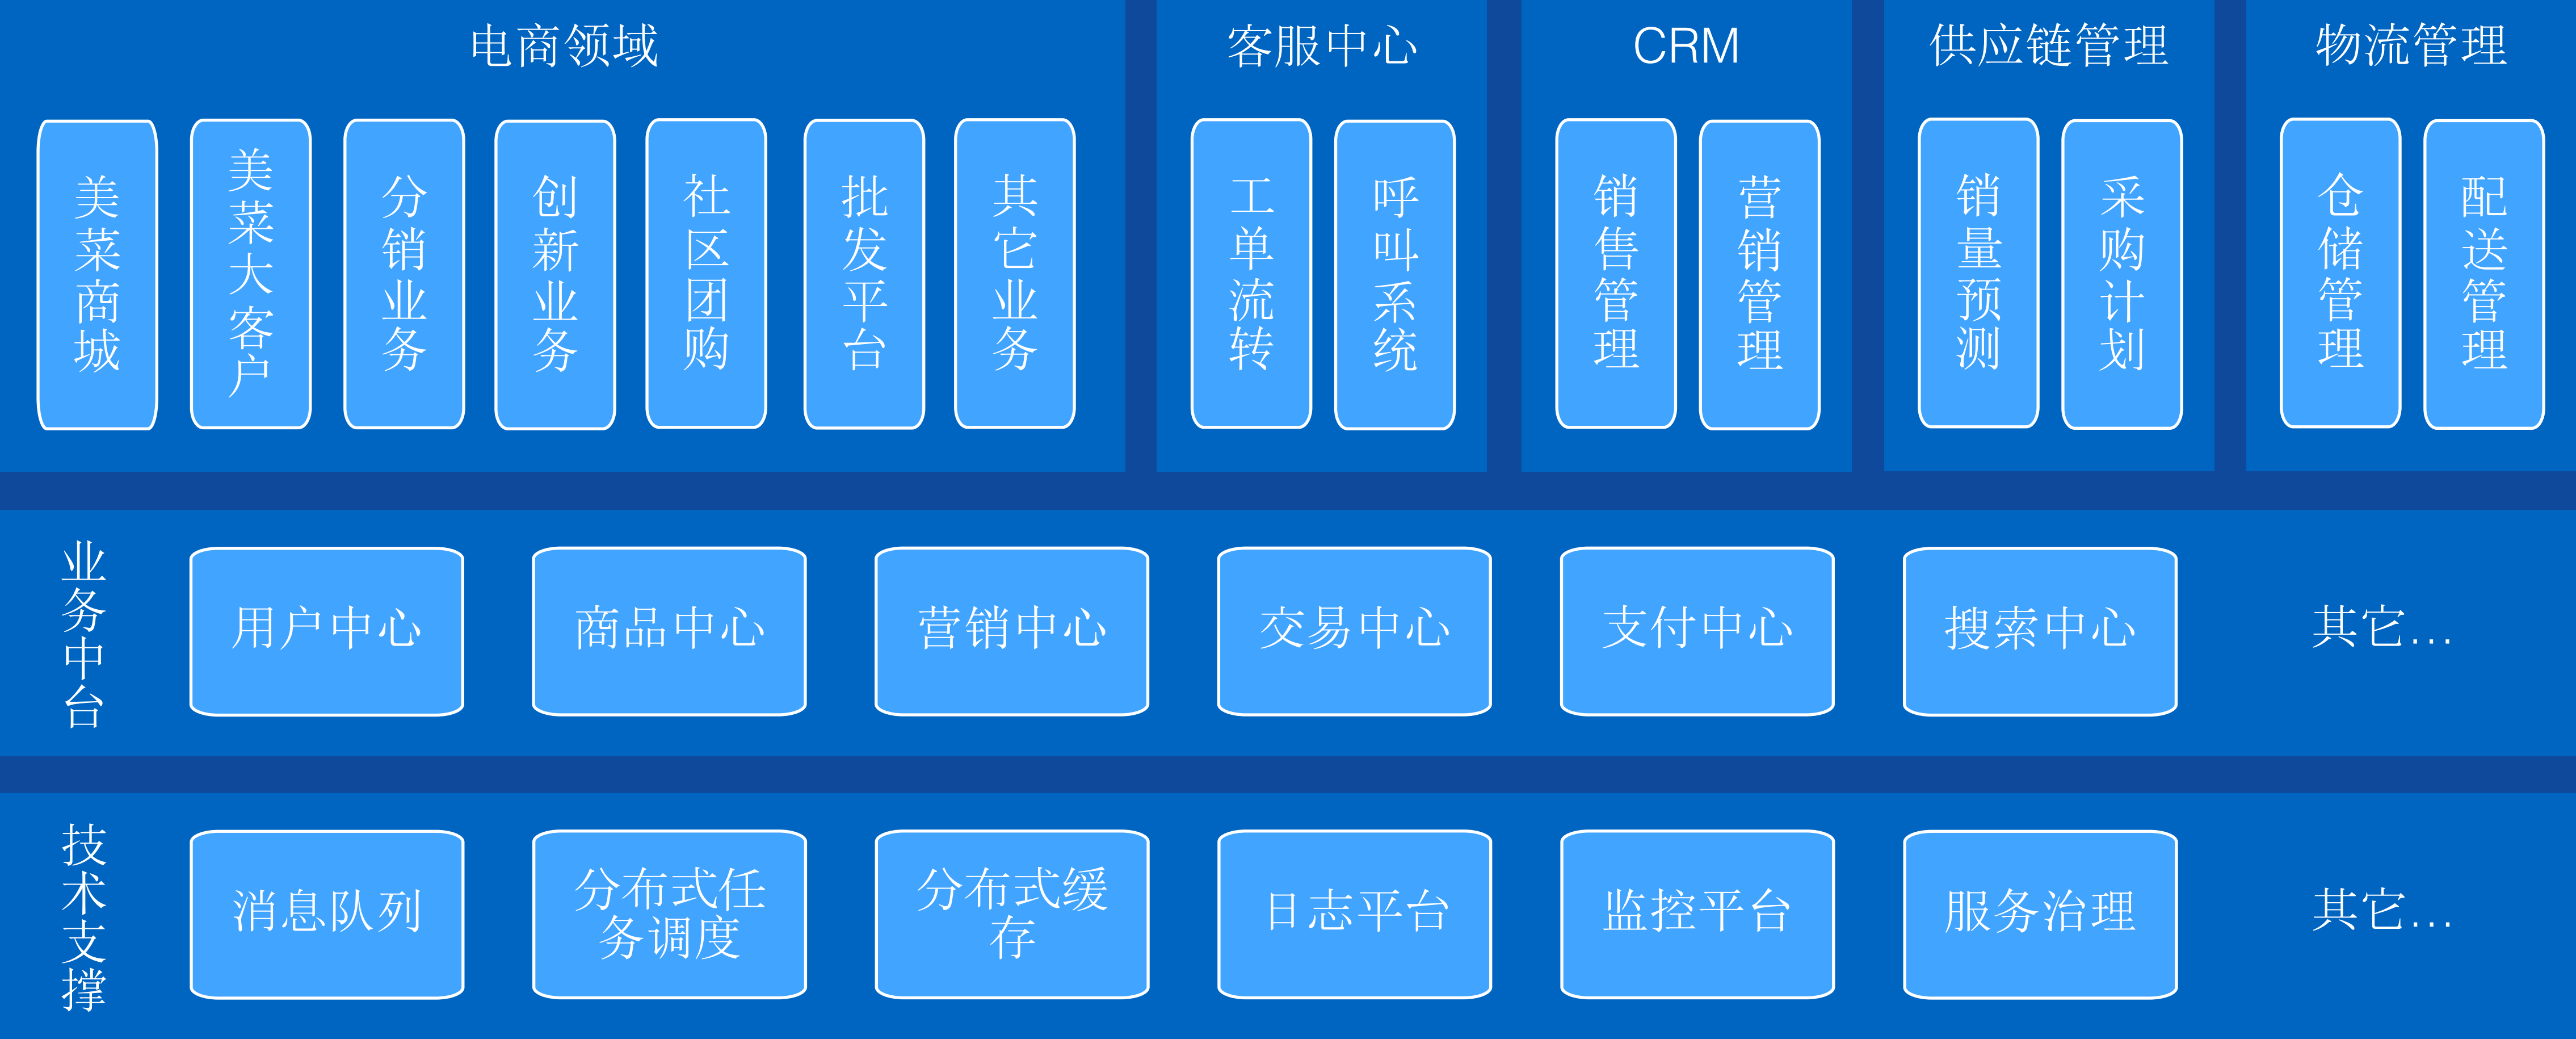 电商领域
美菜商城
美菜大客户
分销业务
创新业务
社区团购
批发平台
其它业务
客服中心
工单流转
呼叫系统
CRM
销售管理
营销管理
供应链管理
销量预测
采购计划
物流管理
仓储管理
配送管理
业务中台
用户中心
商品中心
营销中心
交易中心
支付中心
搜索中心
其它...
技术支撑
消息队列
分布式任
务调度
分布式缓
存
日志平台
监控平台
服务治理
其它...